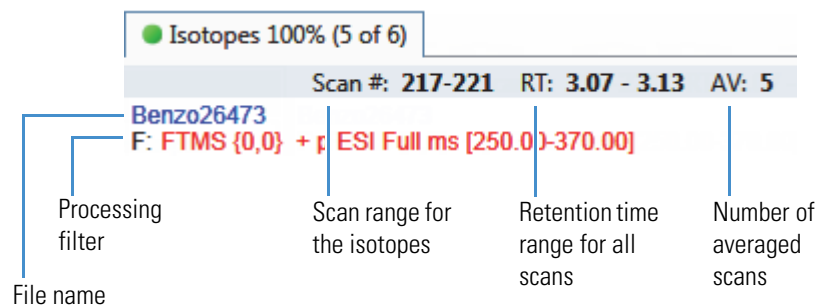 Isotopes 100% (5 of 6)
Scan #: 217-221 RT: 3.07 - 3.13 AV: 5
Benzo26473
F: FTMS {0,0} + p ESI Full ms [250.00-370.00]
Processing filter
Scan range for the isotopes
Retention time range for all scans
Number of averaged scans
File name